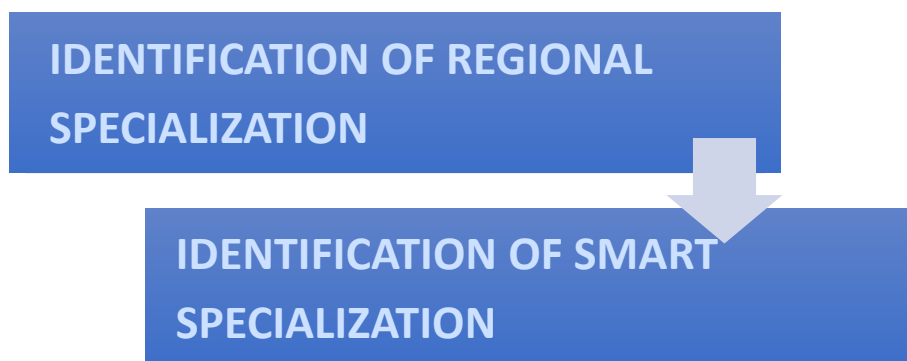 IDENTIFICATION OF REGIONAL
SPECIALIZATION
IDENTIFICATION OF SMART
SPECIALIZATION